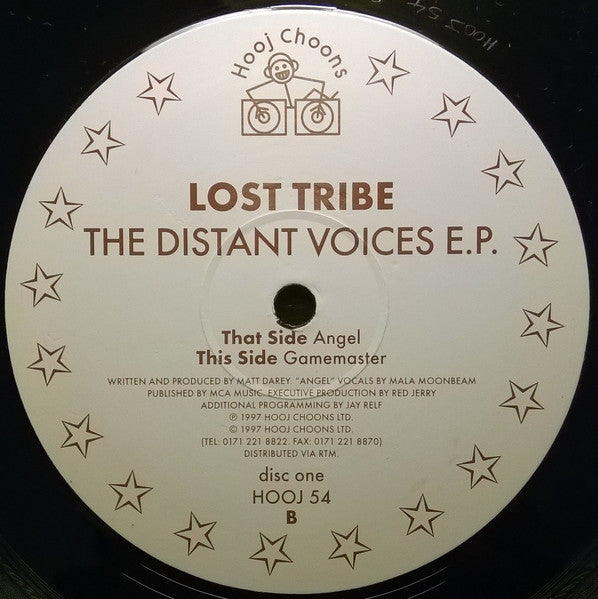 HOOJ 54
Hooj Choons
LOST TRIBE
THE DISTANT VOICES E.P.
That Side Angel
This Side Gamemaster
WRITTEN AND PRODUCED BY MATT DAREY. "ANGEL" VOCALS BY MALA MOONBEAM
PUBLISHED BY MCA MUSIC. EXECUTIVE PRODUCTION BY RED JERRY
ADDITIONAL PROGRAMMING BY JAY RELF
℗ 1997 HOOJ CHOONS LTD.
© 1997 HOOJ CHOONS LTD.
(TEL: 0171 221 8822. FAX: 0171 221 8870)
DISTRIBUTED VIA RTM.
disc one
HOOJ 54
B